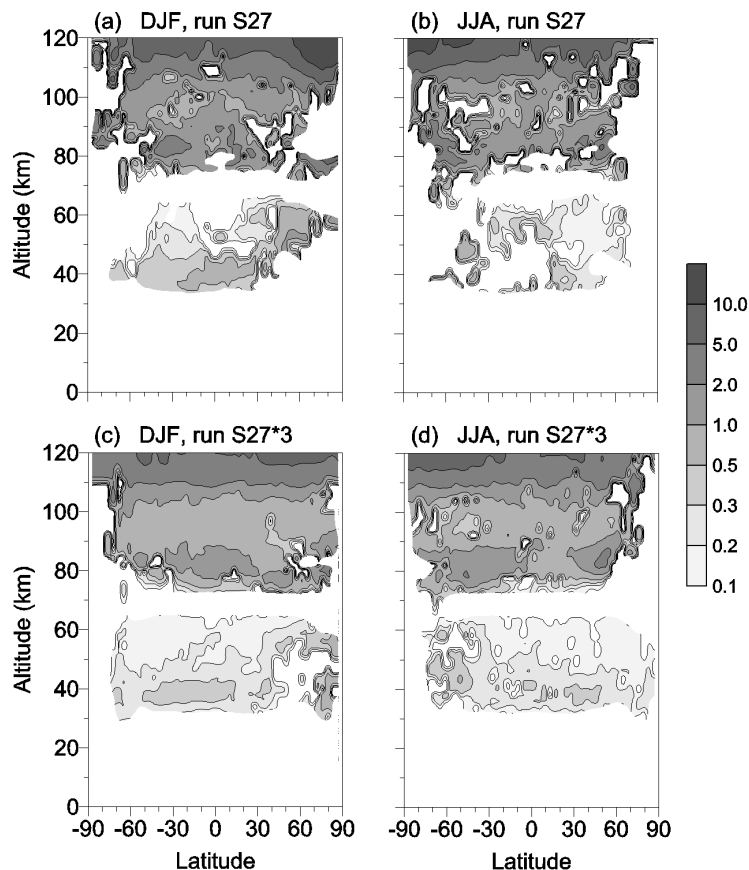 (a) DJF, run S27
(b) JJA, run S27
120
100
80
60
40
20
0
Altitude (km)
10.0
5.0
2.0
1.0
0.5
0.3
0.2
0.1
(c) DJF, run S27*3
(d) JJA, run S27*3
120
100
80
60
40
20
0
Altitude (km)
-90 -60 -30 0 30 60 90
-90 -60 -30 0 30 60 90
Latitude
Latitude